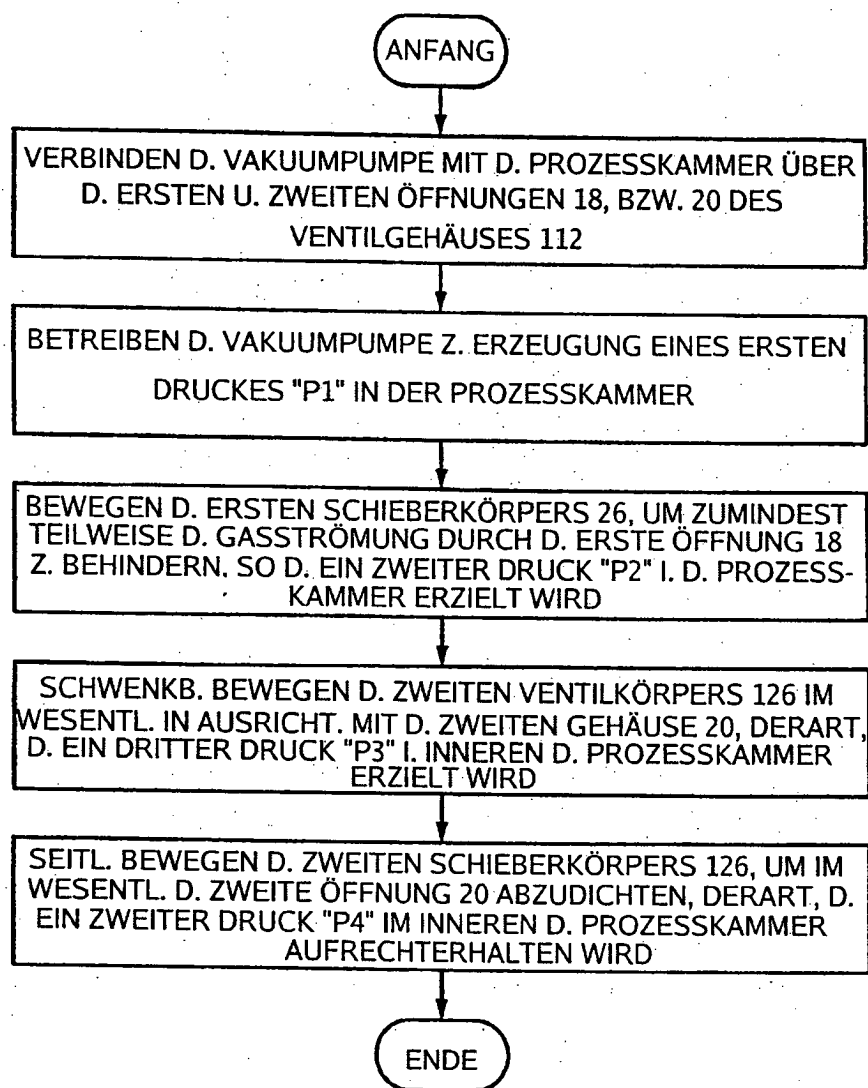 ANFANG
VERBINDEN D. VAKUUMPUMPE MIT D. PROZESSKAMMER ÜBER
D. ERSTEN U. ZWEITEN ÖFFNUNGEN 18, BZW. 20 DES
VENTILGEHÄUSES 112
BETREIBEN D. VAKUUMPUMPE Z. ERZEUGUNG EINES ERSTEN
DRUCKES "P1" IN DER PROZESSKAMMER
BEWEGEN D. ERSTEN SCHIEBERKÖRPERS 26, UM ZUMINDEST
TEILWEISE D. GASSTRÖMUNG DURCH D. ERSTE ÖFFNUNG 18
Z. BEHINDERN. SO D. EIN ZWEITER DRUCK "P2" I. D. PROZESS-
KAMMER ERZIELT WIRD
SCHWENKB. BEWEGEN D. ZWEITEN VENTILKÖRPERS 126 IM
WESENTL. IN AUSRICHT. MIT D. ZWEITEN GEHÄUSE 20, DERART,
D. EIN DRITTER DRUCK "P3" I. INNEREN D. PROZESSKAMMER
ERZIELT WIRD
SEITL. BEWEGEN D. ZWEITEN SCHIEBERKÖRPERS 126, UM IM
WESENTL. D. ZWEITE ÖFFNUNG 20 ABZUDICHTEN, DERART, D.
EIN ZWEITER DRUCK "P4" IM INNEREN D. PROZESSKAMMER
AUFRECHTERHALTEN WIRD
ENDE